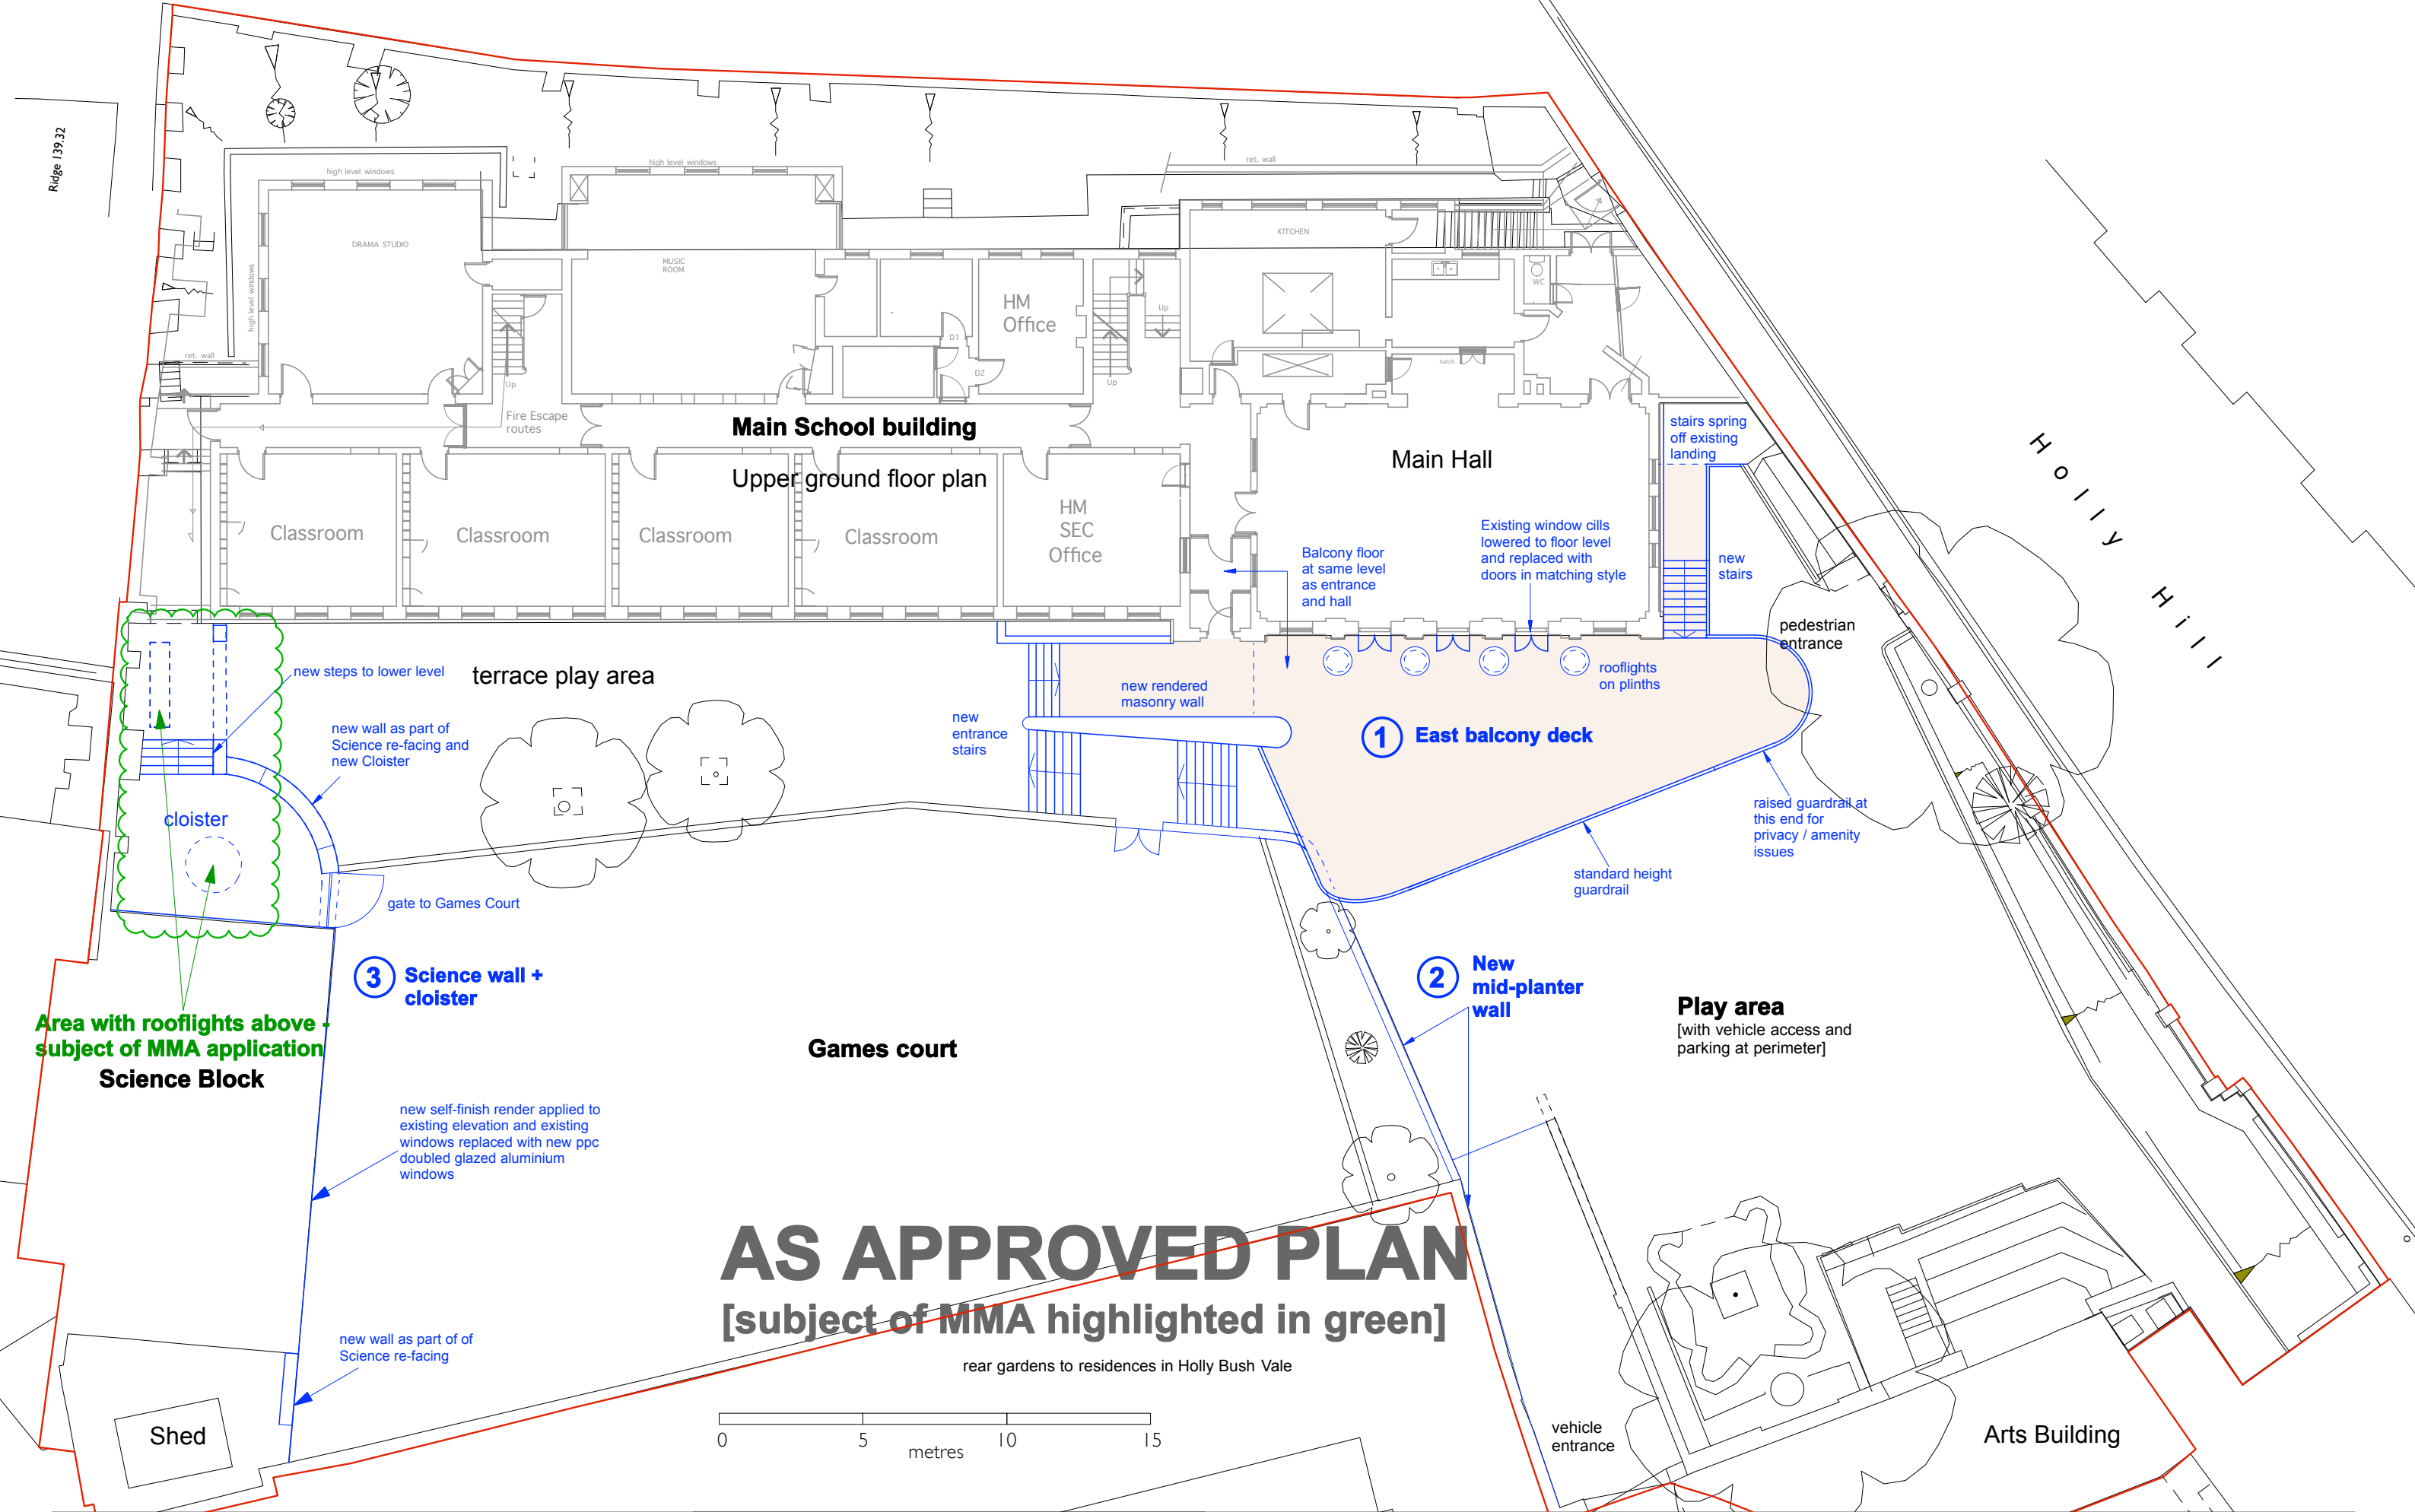 Ridge 139.32
high level windows
high level windows
high level windows
ret. wall
DRAMA STUDIO
MUSIC
ROOM
HM
Office
D1
D2
Up
Up
Up
KITCHEN
WC
hatch
ret. wall
Fire Escape
routes
Main School building
Upper ground floor plan
Main Hall
Classroom
Classroom
Classroom
Classroom
HM
SEC
Office
stairs spring
off existing
landing
new
stairs
Existing window cills
lowered to floor level
and replaced with
doors in matching style
Balcony floor
at same level
as entrance
and hall
Holly Hill
pedestrian
entrance
new steps to lower level
terrace play area
new rendered
masonry wall
rooflights
on plinths
new
entrance
stairs
1 East balcony deck
new wall as part of
Science re-facing and
new Cloister
cloister
raised guardrail at
this end for
privacy / amenity
issues
standard height
guardrail
gate to Games Court
3 Science wall +
cloister
2 New
mid-planter
wall
Play area
[with vehicle access and
parking at perimeter]
Area with rooflights above -
subject of MMA application
Science Block
Games court
new self-finish render applied to
existing elevation and existing
windows replaced with new ppc
doubled glazed aluminium
windows
AS APPROVED PLAN
[subject of MMA highlighted in green]
rear gardens to residences in Holly Bush Vale
new wall as part of of
Science re-facing
0 5 10 15
metres
Shed
vehicle
entrance
Arts Building